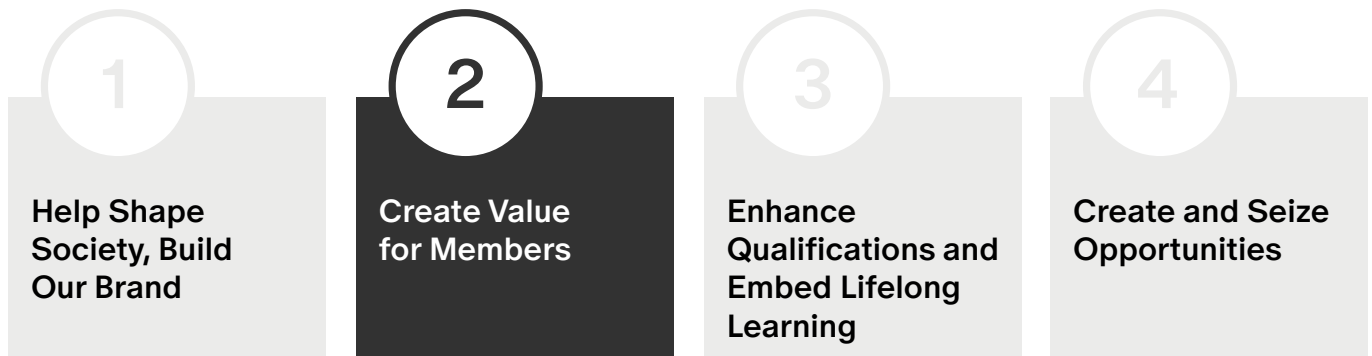 1
Help Shape
Society, Build
Our Brand
2
Create Value
for Members
3
Enhance
Qualifications and
Embed Lifelong
Learning
4
Create and Seize
Opportunities